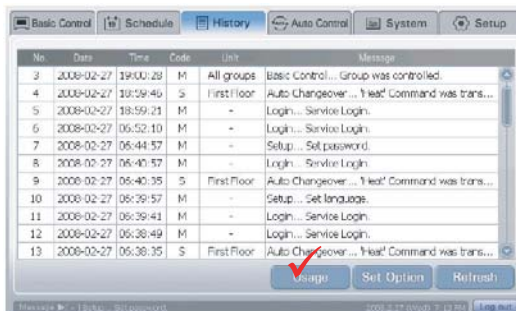 Basic Control Schedule History Auto Control System Setup
No. Date Time Code Unit Message
3 2008-02-27 19:00:28 M All groups Basic Control... Group was controlled.
4 2008-02-27 18:59:46 S First Floor Auto Changeover... 'Heat' Command was trans...
5 2008-02-27 18:59:21 M - Login... Service Login.
6 2008-02-27 06:52:10 M - Login... Service Login.
7 2008-02-27 06:44:57 M - Setup... Set password.
8 2008-02-27 06:40:57 M - Login... Service Login.
9 2008-02-27 06:40:35 S First Floor Auto Changeover... 'Heat' Command was trans...
10 2008-02-27 06:39:57 M - Setup... Set language.
11 2008-02-27 06:39:41 M - Login... Service Login.
12 2008-02-27 06:38:49 M - Login... Service Login.
13 2008-02-27 06:38:35 S First Floor Auto Changeover... 'Heat' Command was trans...
Usage Set Option Refresh
Message - Setup... Set password. Log out